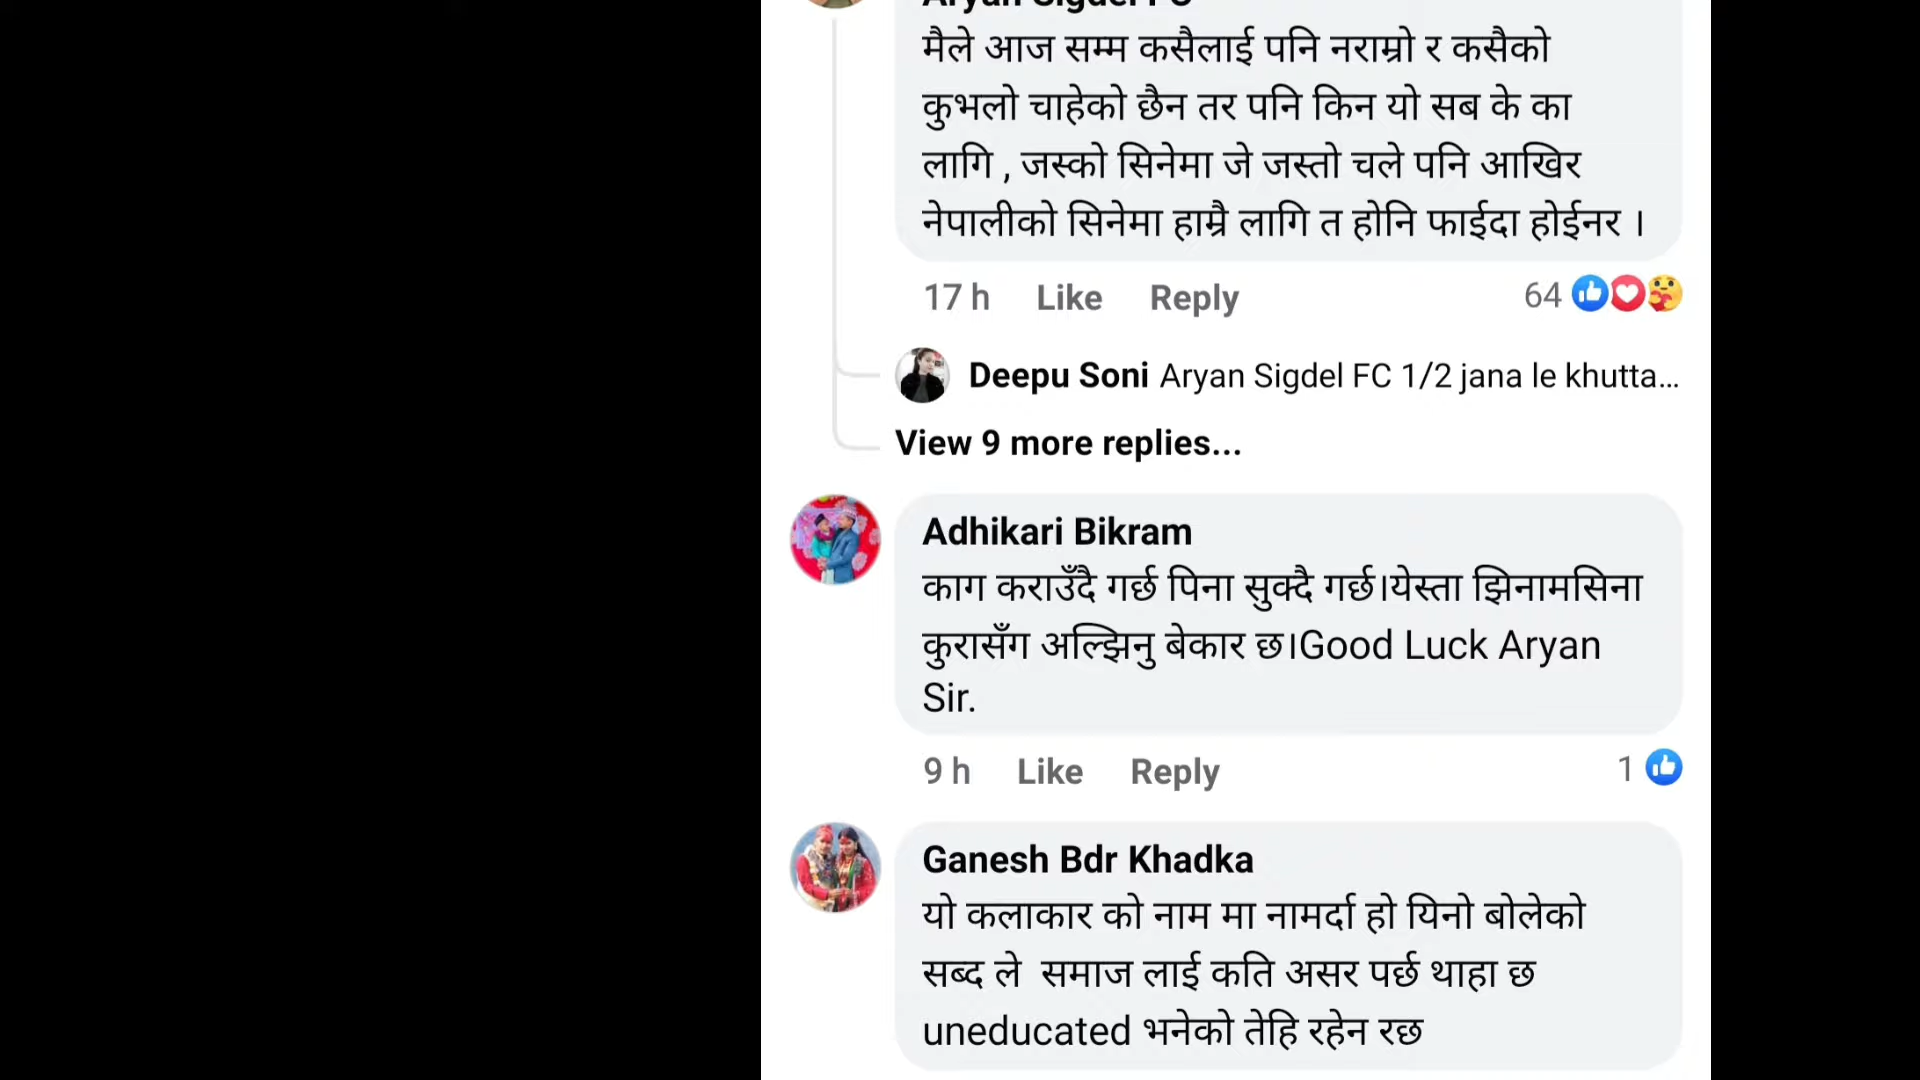 Aryan Sigdel FC
मैले आज सम्म कसैलाई पनि नराम्रो र कसैको
कुभलो चाहेको छैन तर पनि किन यो सब के का
लागि , जस्को सिनेमा जे जस्तो चले पनि आखिर
नेपालीको सिनेमा हाम्रै लागि त होनि फाईदा होईनर ।
17 h Like Reply 64
Deepu Soni Aryan Sigdel FC 1/2 jana le khutta...
View 9 more replies...
Adhikari Bikram
काग कराउँदै गर्छ पिना सुक्दै गर्छ।येस्ता झिनामसिना
कुरासँग अल्झिनु बेकार छ।Good Luck Aryan
Sir.
9 h Like Reply 1
Ganesh Bdr Khadka
यो कलाकार को नाम मा नामर्दा हो यिनो बोलेको
सब्द ले समाज लाई कति असर पर्छ थाहा छ
uneducated भनेको तेहि रहेन रछ